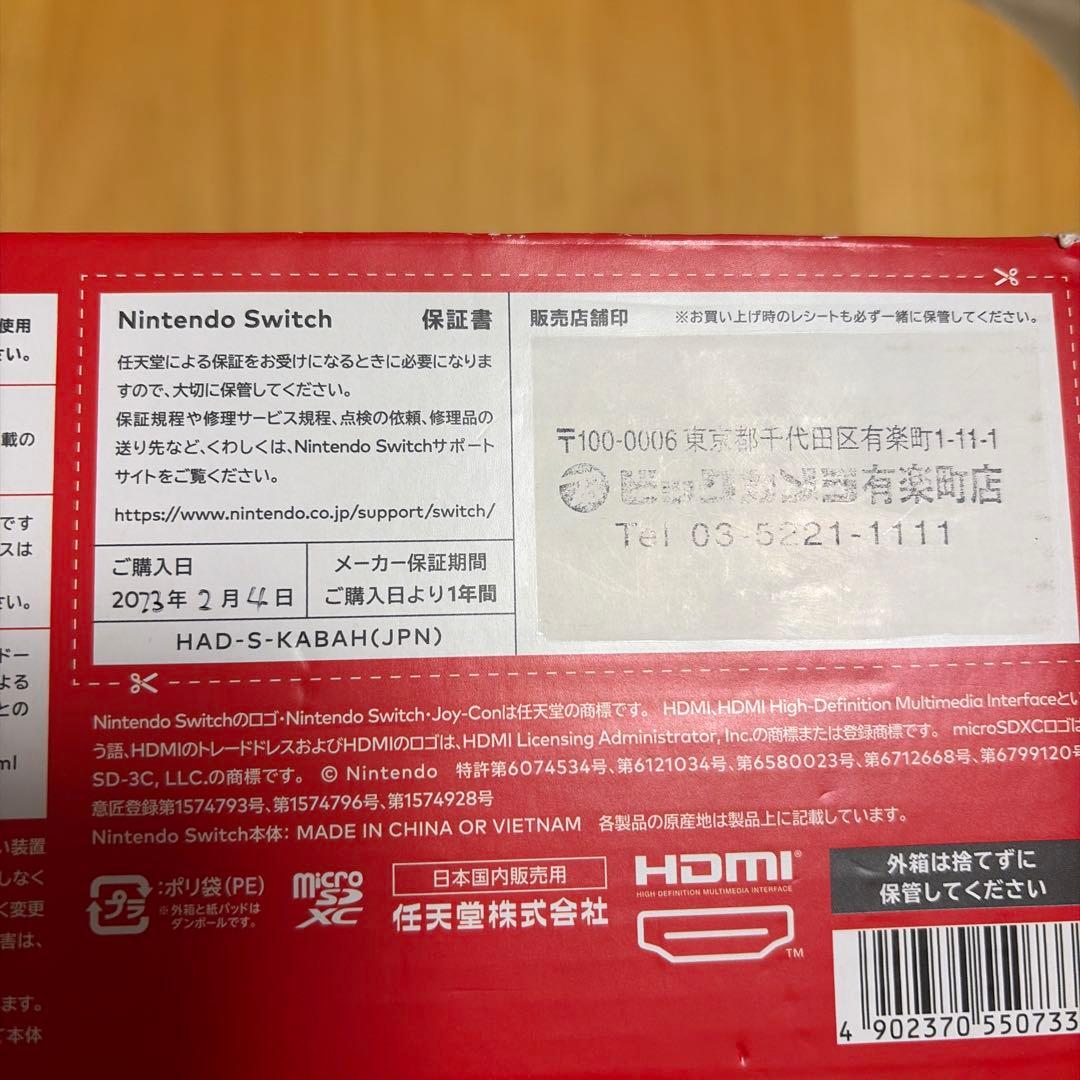 使用
さい。
載の
です
スは
さい。
ドー
よる
との
ml
い装置
しなく
く変更
害は、
ます。
て本体
Nintendo Switch 保証書
任天堂による保証をお受けになるときに必要になりま
すので、大切に保管してください。
保証規程や修理サービス規程、点検の依頼、修理品の
送り先など、くわしくは、Nintendo Switchサポート
サイトをご覧ください。
https://www.nintendo.co.jp/support/switch/
ご購入日
2023年 2月 4日
メーカー保証期間
ご購入日より1年間
HAD-S-KABAH(JPN)
販売店舗印 ※お買い上げ時のレシートも必ず一緒に保管してください。
〒100-0006 東京都千代田区有楽町1-11-1
ビックカメラ有楽町店
Tel 03-5221-1111
Nintendo Switchのロゴ・Nintendo Switch・Joy-Conは任天堂の商標です。 HDMI、HDMI High-Definition Multimedia Interfaceとい
う語、HDMIのトレードドレスおよびHDMIのロゴは、HDMI Licensing Administrator, Inc.の商標または登録商標です。 microSDXCロゴは
SD-3C, LLC.の商標です。 © Nintendo 特許第6074534号、第6121034号、第6580023号、第6712668号、第6799120号
意匠登録第1574793号、第1574796号、第1574928号
Nintendo Switch本体: MADE IN CHINA OR VIETNAM 各製品の原産地は製品上に記載しています。
プラ
:ポリ袋(PE)
※外箱と紙パッドは
ダンボールです。
micro
SD
XC
日本国内販売用
任天堂株式会社
HDMI®
HIGH-DEFINITION MULTIMEDIA INTERFACE
TM
外箱は捨てずに
保管してください
4 902370 550733